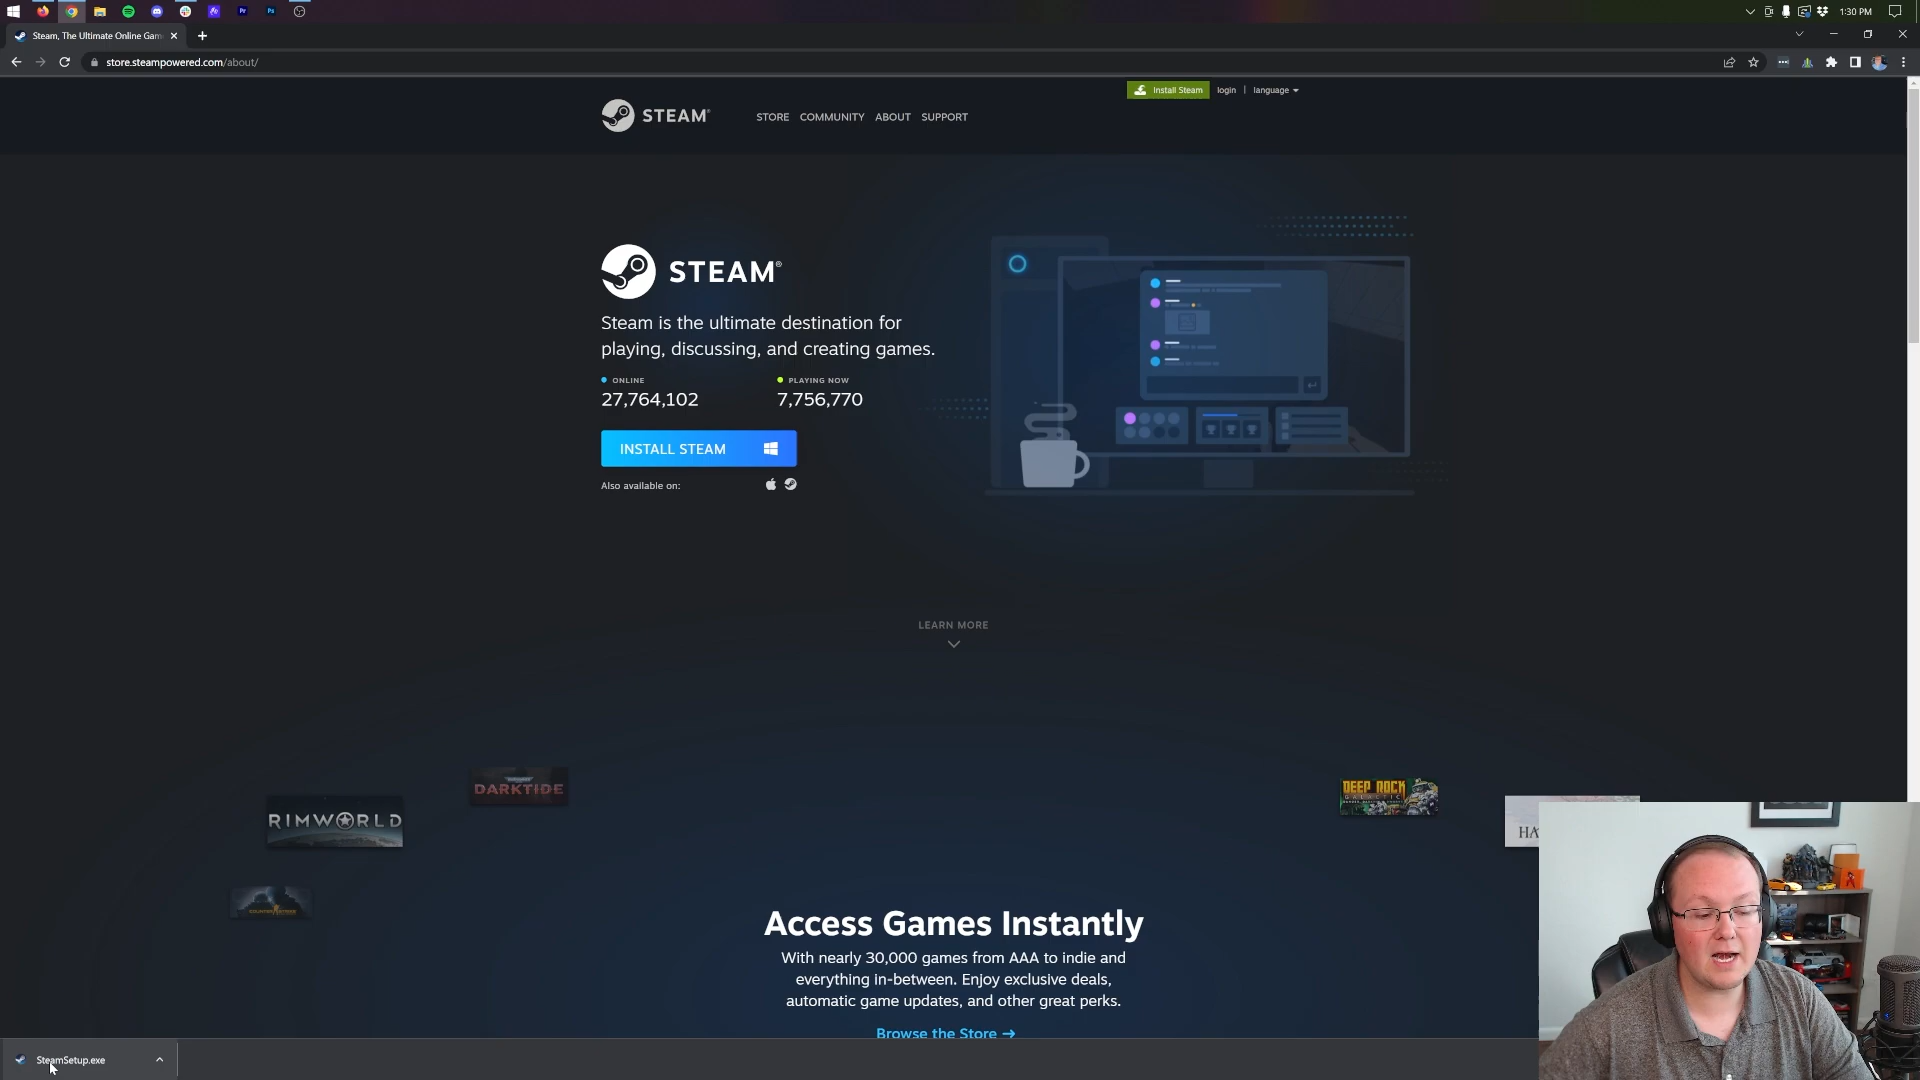 1:30 PM
Steam, The Ultimate Online Gam
store.steampowered.com/about/
Install Steam
login | language
STEAM®
STORE COMMUNITY ABOUT SUPPORT
STEAM®
Steam is the ultimate destination for
playing, discussing, and creating games.
ONLINE
27,764,102
PLAYING NOW
7,756,770
INSTALL STEAM
Also available on:
LEARN MORE
DARKTIDE
RIMWORLD
DEEP ROCK
GALACTIC
HA
Access Games Instantly
With nearly 30,000 games from AAA to indie and
everything in-between. Enjoy exclusive deals,
automatic game updates, and other great perks.
Browse the Store →
SteamSetup.exe